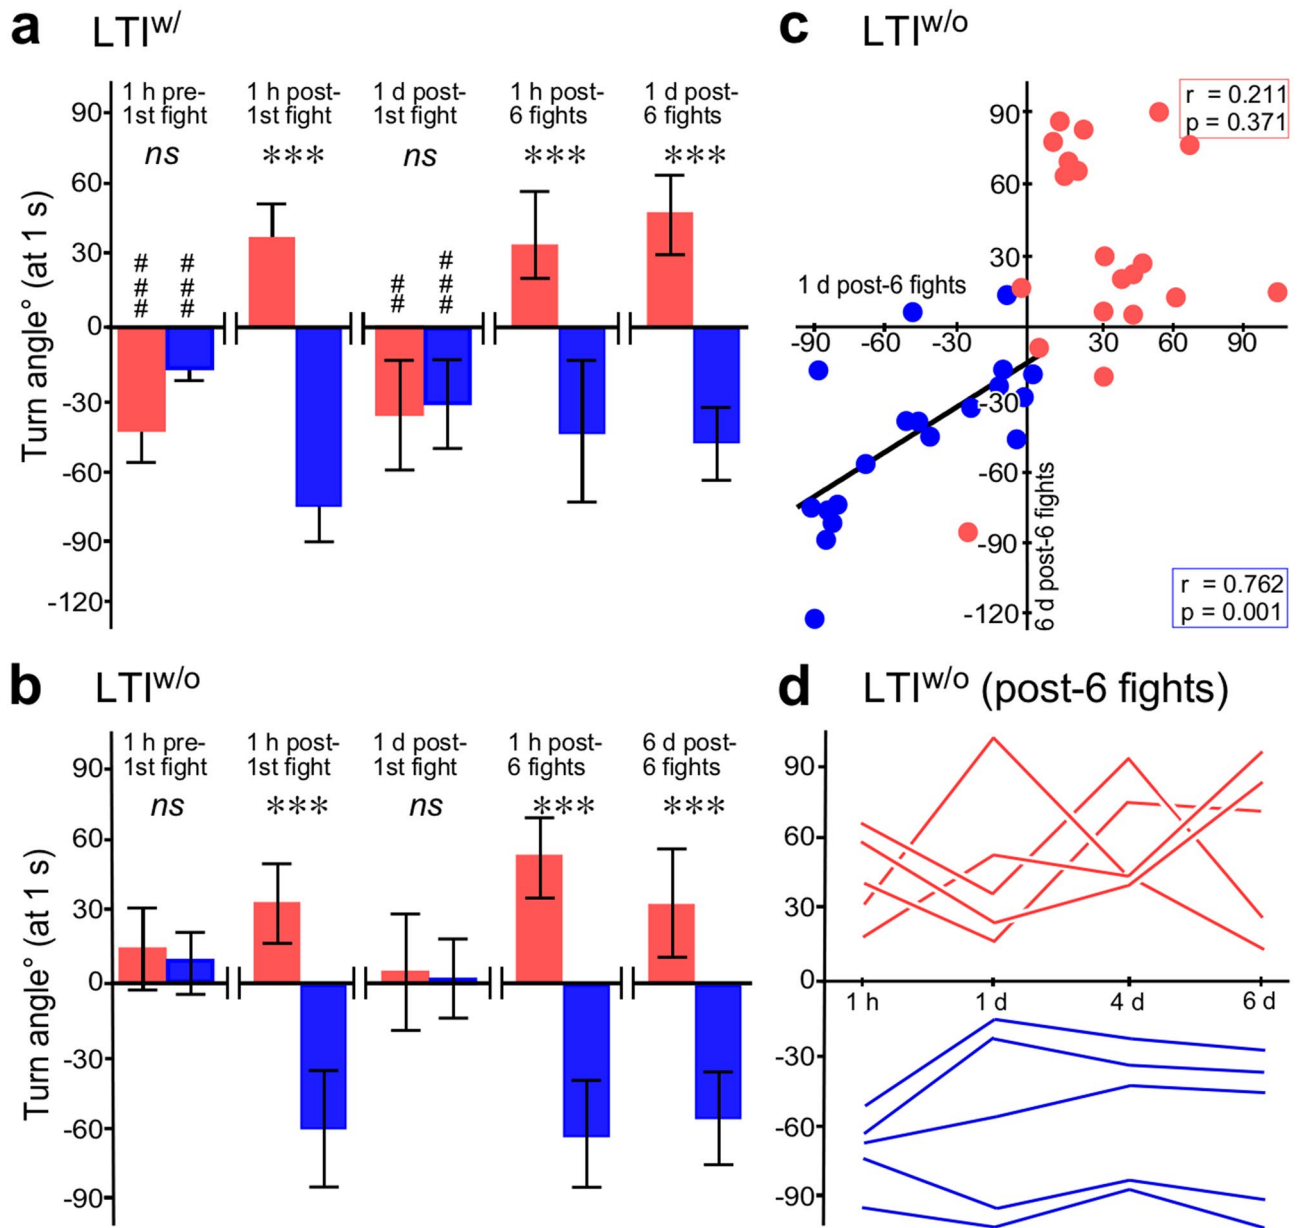 a LTIw/
1 h pre- 1 h post- 1 d post- 1 h post- 1 d post-
1st fight 1st fight 1st fight 6 fights 6 fights
ns *** ns *** ***
90
60
30
0
-30
-60
-90
-120
Turn angle° (at 1 s)
# # #
# # #
# #
# # #
b LTIw/o
1 h pre- 1 h post- 1 d post- 1 h post- 6 d post-
1st fight 1st fight 1st fight 6 fights 6 fights
ns *** ns *** ***
90
60
30
0
-30
-60
-90
Turn angle° (at 1 s)
c LTIw/o
r = 0.211
p = 0.371
90
60
30
1 d post-6 fights
-90 -60 -30 30 60 90
-30
-60
-90
-120
6 d post-6 fights
r = 0.762
p = 0.001
d LTIw/o (post-6 fights)
90
60
30
0
1 h 1 d 4 d 6 d
-30
-60
-90